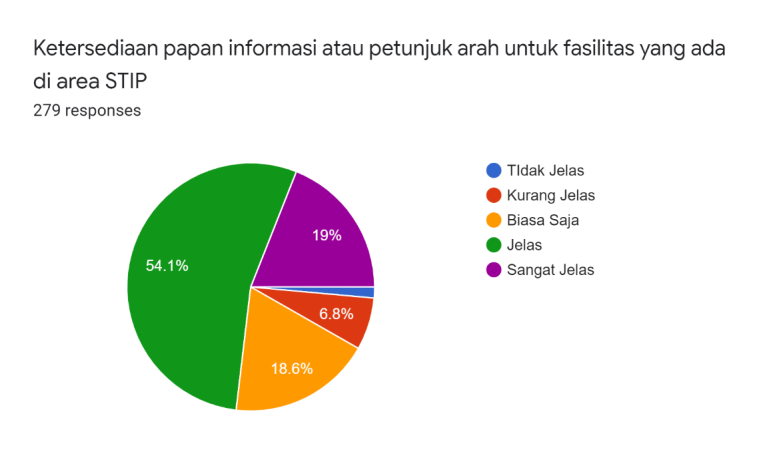 Ketersediaan papan informasi atau petunjuk arah untuk fasilitas yang ada
di area STIP
279 responses
TIdak Jelas
Kurang Jelas
Biasa Saja
Jelas
Sangat Jelas
19%
54.1%
6.8%
18.6%